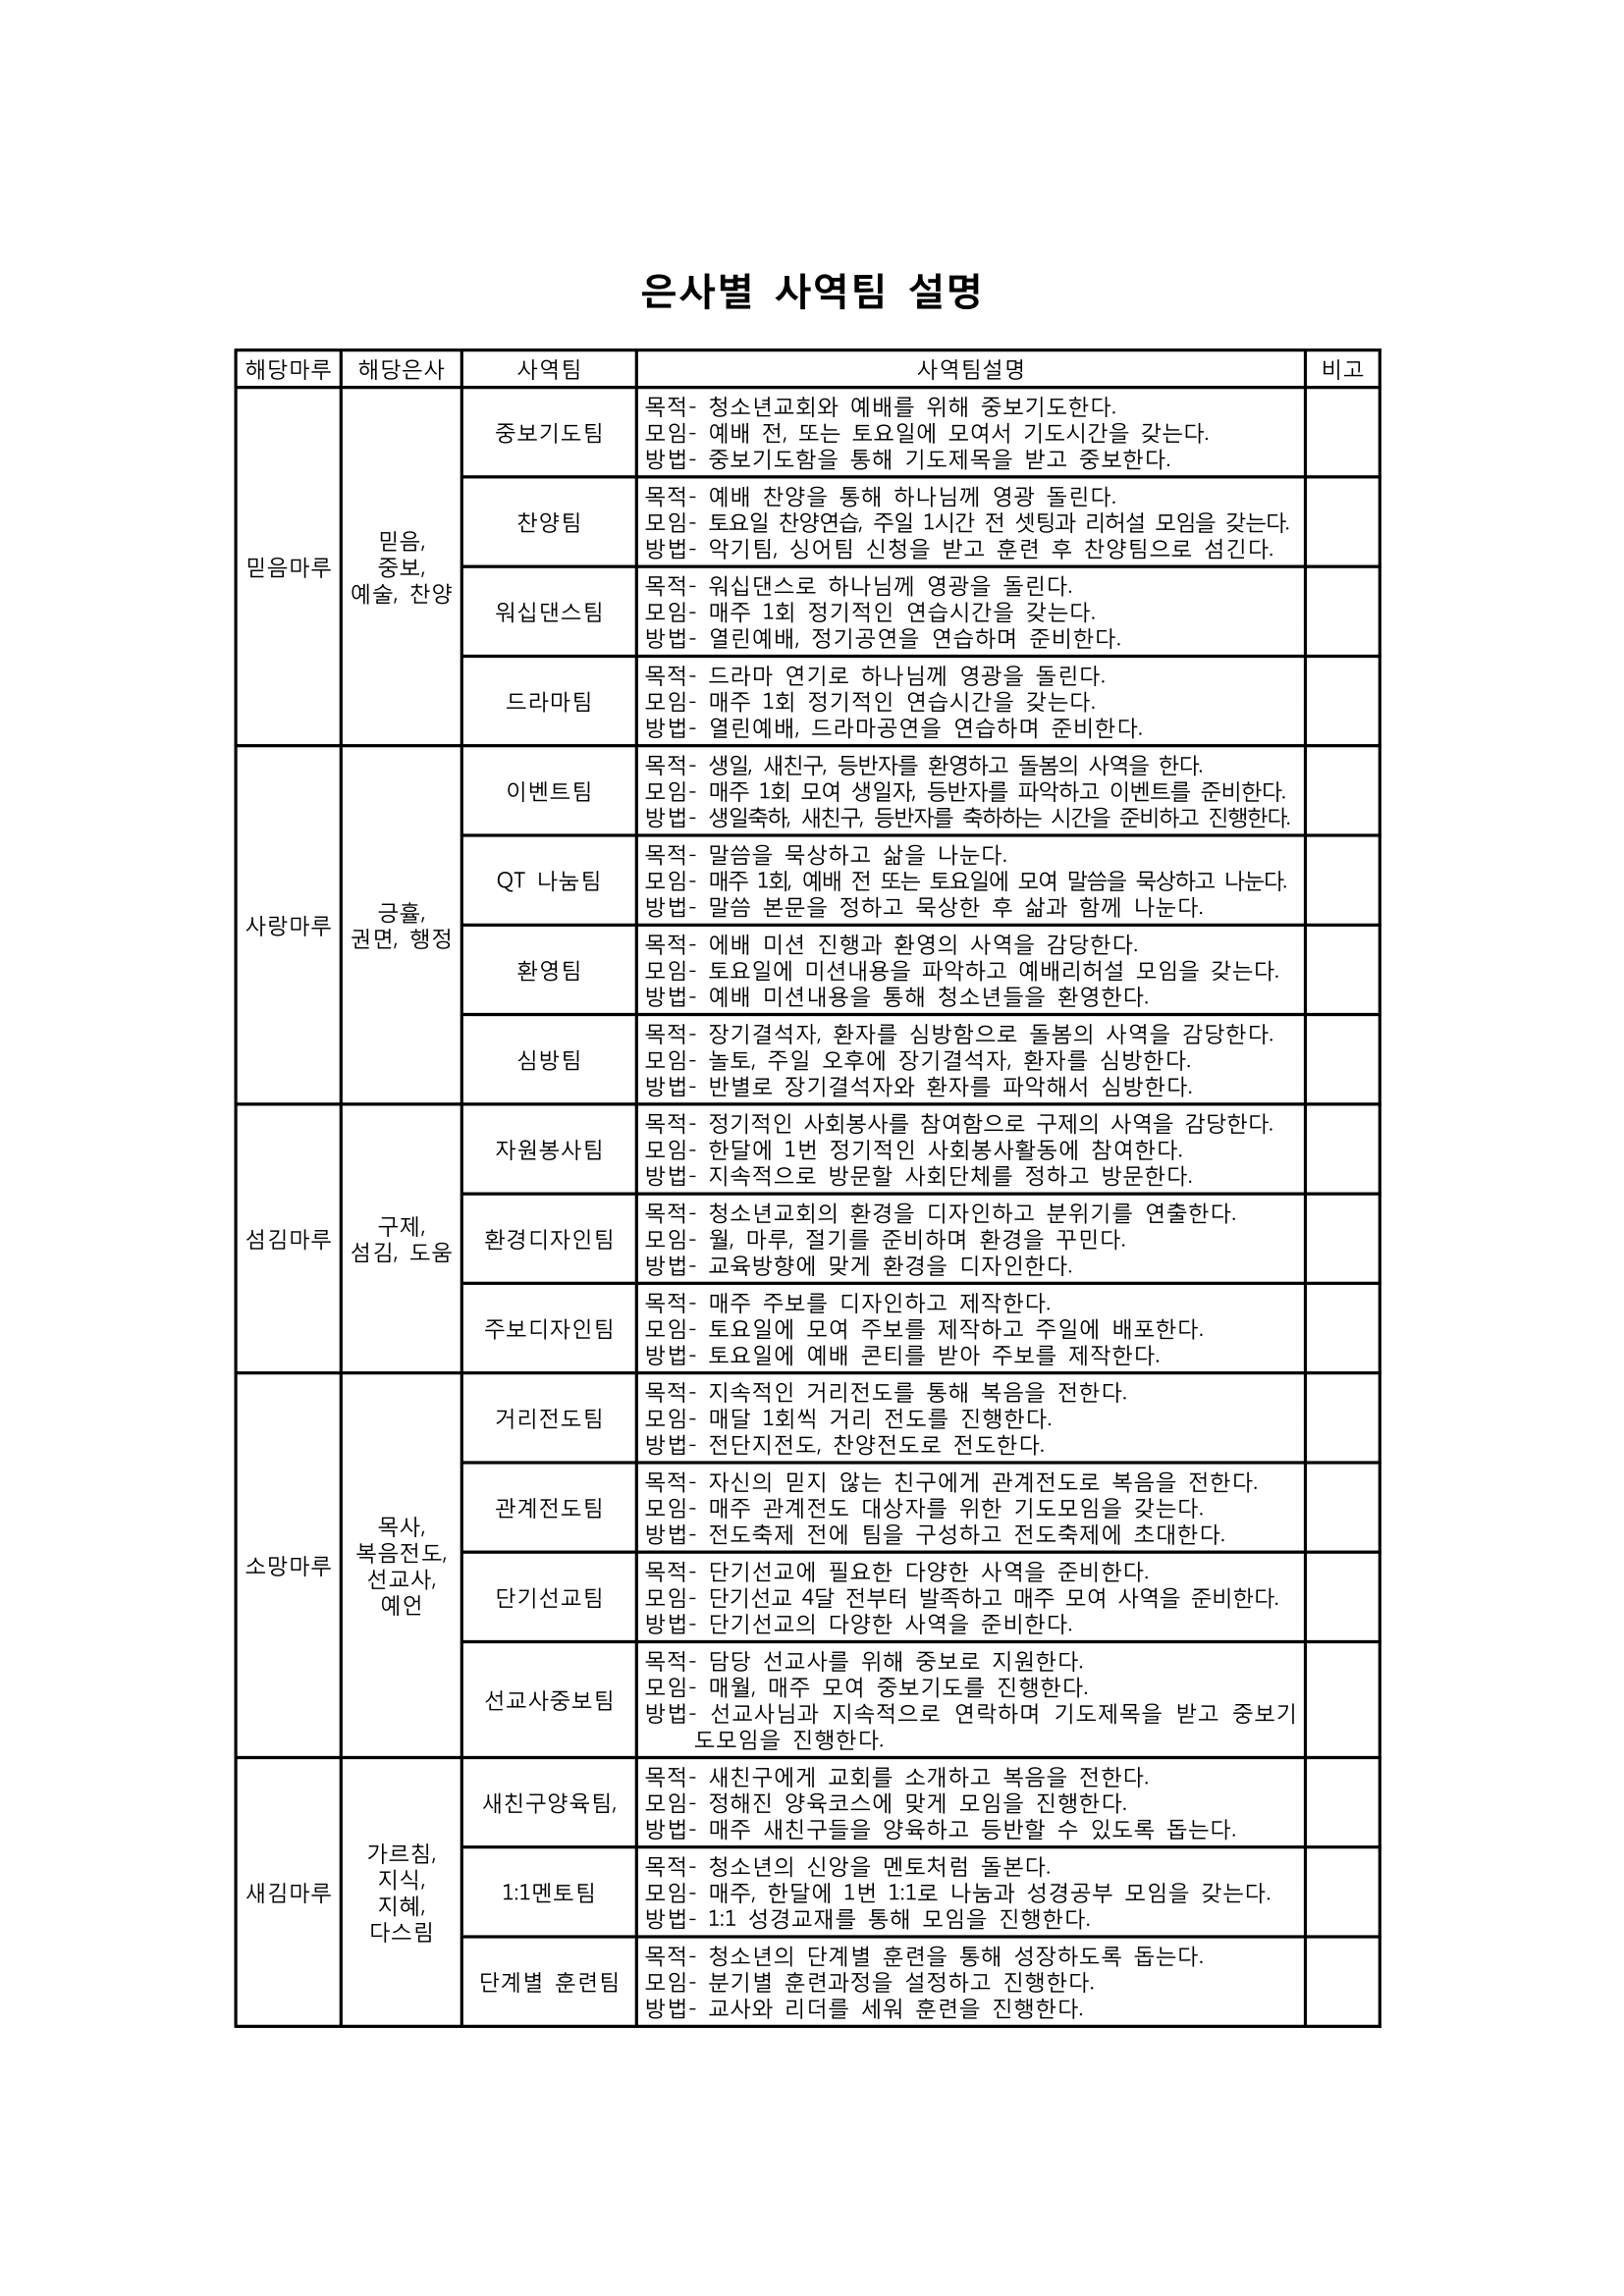 은사별 사역팀 설명
해당마루 해당은사 사역팀 사역팀설명 비고
믿음마루
믿음,
중보,
예술, 찬양
중보기도팀
목적- 청소년교회와 예배를 위해 중보기도한다.
모임- 예배 전, 또는 토요일에 모여서 기도시간을 갖는다.
방법- 중보기도함을 통해 기도제목을 받고 중보한다.
찬양팀
목적- 예배 찬양을 통해 하나님께 영광 돌린다.
모임- 토요일 찬양연습, 주일 1시간 전 셋팅과 리허설 모임을 갖는다.
방법- 악기팀, 싱어팀 신청을 받고 훈련 후 찬양팀으로 섬긴다.
워십댄스팀
목적- 워십댄스로 하나님께 영광을 돌린다.
모임- 매주 1회 정기적인 연습시간을 갖는다.
방법- 열린예배, 정기공연을 연습하며 준비한다.
드라마팀
목적- 드라마 연기로 하나님께 영광을 돌린다.
모임- 매주 1회 정기적인 연습시간을 갖는다.
방법- 열린예배, 드라마공연을 연습하며 준비한다.
사랑마루
긍휼,
권면, 행정
이벤트팀
목적- 생일, 새친구, 등반자를 환영하고 돌봄의 사역을 한다.
모임- 매주 1회 모여 생일자, 등반자를 파악하고 이벤트를 준비한다.
방법- 생일축하, 새친구, 등반자를 축하하는 시간을 준비하고 진행한다.
QT 나눔팀
목적- 말씀을 묵상하고 삶을 나눈다.
모임- 매주 1회, 예배 전 또는 토요일에 모여 말씀을 묵상하고 나눈다.
방법- 말씀 본문을 정하고 묵상한 후 삶과 함께 나눈다.
환영팀
목적- 에배 미션 진행과 환영의 사역을 감당한다.
모임- 토요일에 미션내용을 파악하고 예배리허설 모임을 갖는다.
방법- 예배 미션내용을 통해 청소년들을 환영한다.
심방팀
목적- 장기결석자, 환자를 심방함으로 돌봄의 사역을 감당한다.
모임- 놀토, 주일 오후에 장기결석자, 환자를 심방한다.
방법- 반별로 장기결석자와 환자를 파악해서 심방한다.
섬김마루
구제,
섬김, 도움
자원봉사팀
목적- 정기적인 사회봉사를 참여함으로 구제의 사역을 감당한다.
모임- 한달에 1번 정기적인 사회봉사활동에 참여한다.
방법- 지속적으로 방문할 사회단체를 정하고 방문한다.
환경디자인팀
목적- 청소년교회의 환경을 디자인하고 분위기를 연출한다.
모임- 월, 마루, 절기를 준비하며 환경을 꾸민다.
방법- 교육방향에 맞게 환경을 디자인한다.
주보디자인팀
목적- 매주 주보를 디자인하고 제작한다.
모임- 토요일에 모여 주보를 제작하고 주일에 배포한다.
방법- 토요일에 예배 콘티를 받아 주보를 제작한다.
소망마루
목사,
복음전도,
선교사,
예언
거리전도팀
목적- 지속적인 거리전도를 통해 복음을 전한다.
모임- 매달 1회씩 거리 전도를 진행한다.
방법- 전단지전도, 찬양전도로 전도한다.
관계전도팀
목적- 자신의 믿지 않는 친구에게 관계전도로 복음을 전한다.
모임- 매주 관계전도 대상자를 위한 기도모임을 갖는다.
방법- 전도축제 전에 팀을 구성하고 전도축제에 초대한다.
단기선교팀
목적- 단기선교에 필요한 다양한 사역을 준비한다.
모임- 단기선교 4달 전부터 발족하고 매주 모여 사역을 준비한다.
방법- 단기선교의 다양한 사역을 준비한다.
선교사중보팀
목적- 담당 선교사를 위해 중보로 지원한다.
모임- 매월, 매주 모여 중보기도를 진행한다.
방법- 선교사님과 지속적으로 연락하며 기도제목을 받고 중보기
도모임을 진행한다.
새김마루
가르침,
지식,
지혜,
다스림
새친구양육팀,
목적- 새친구에게 교회를 소개하고 복음을 전한다.
모임- 정해진 양육코스에 맞게 모임을 진행한다.
방법- 매주 새친구들을 양육하고 등반할 수 있도록 돕는다.
1:1멘토팀
목적- 청소년의 신앙을 멘토처럼 돌본다.
모임- 매주, 한달에 1번 1:1로 나눔과 성경공부 모임을 갖는다.
방법- 1:1 성경교재를 통해 모임을 진행한다.
단계별 훈련팀
목적- 청소년의 단계별 훈련을 통해 성장하도록 돕는다.
모임- 분기별 훈련과정을 설정하고 진행한다.
방법- 교사와 리더를 세워 훈련을 진행한다.